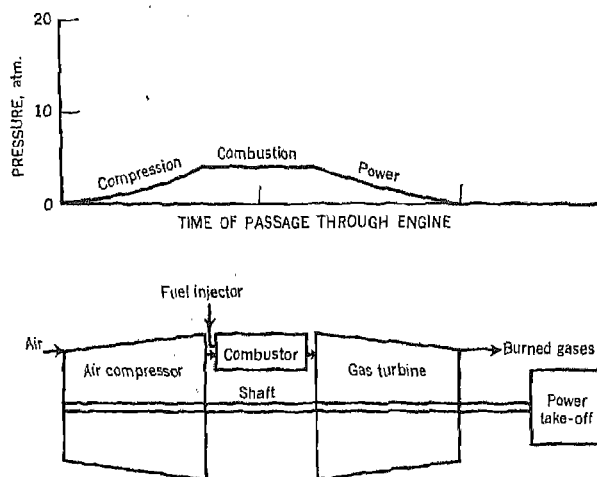 20
10
0
PRESSURE, atm.
Compression
Combustion
Power
TIME OF PASSAGE THROUGH ENGINE
Fuel injector
Air
Burned gases
Air compressor
Combustor
Gas turbine
Shaft
Power
take-off